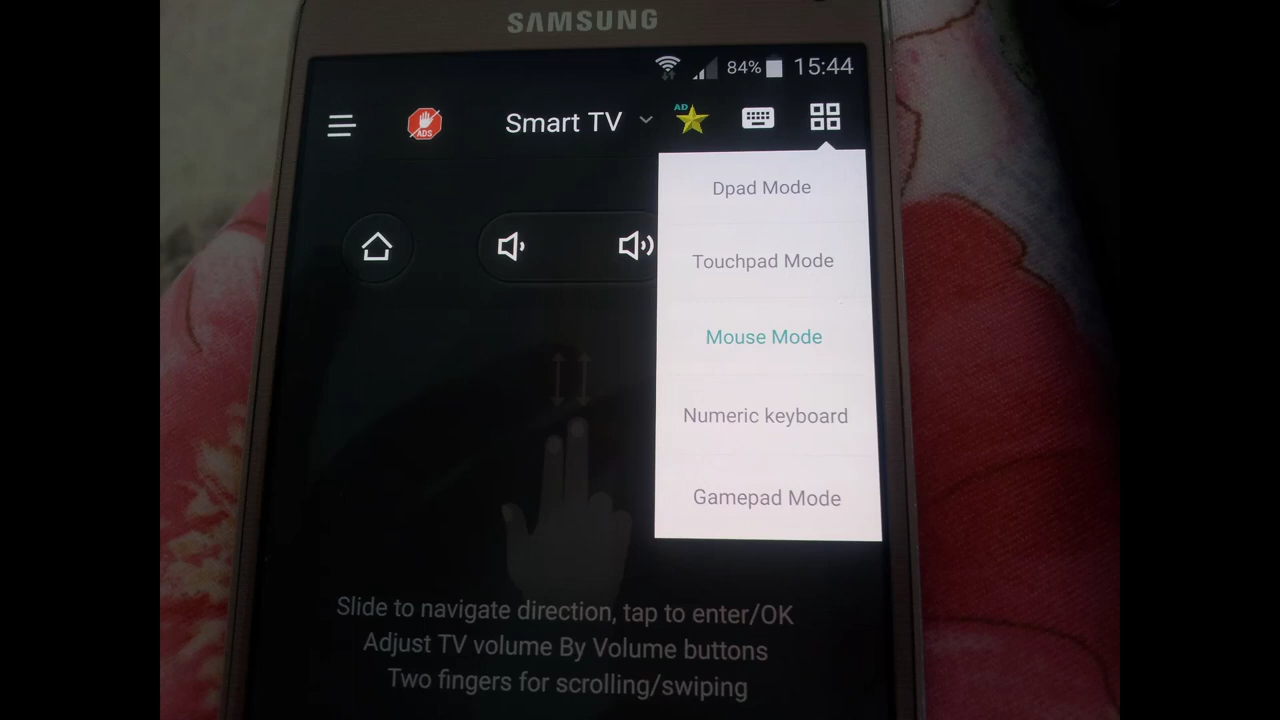 SAMSUNG
84% 15:44
ADS Smart TV AD
Dpad Mode
Touchpad Mode
Mouse Mode
Numeric keyboard
Gamepad Mode
Slide to navigate direction, tap to enter/OK
Adjust TV volume By Volume buttons
Two fingers for scrolling/swiping